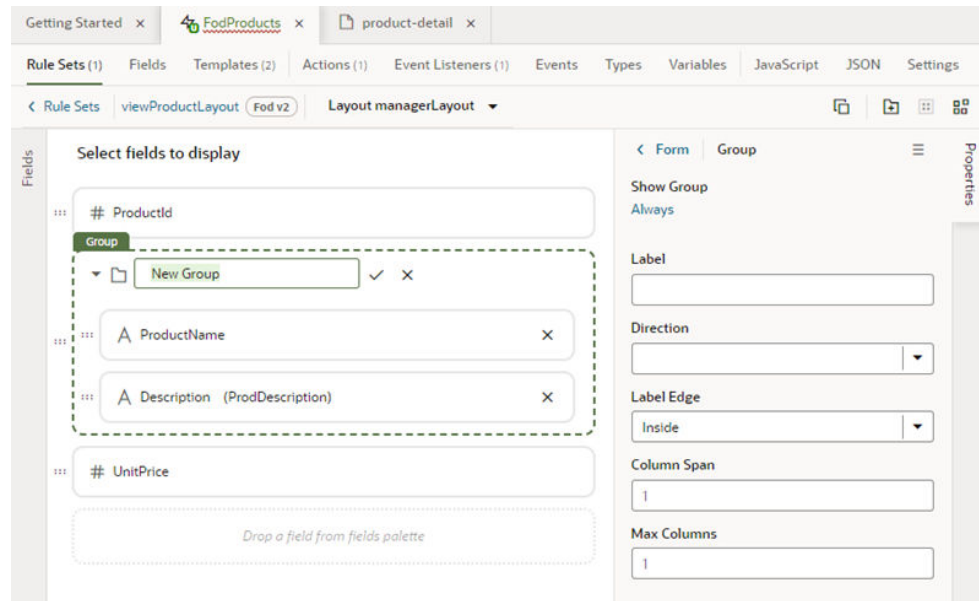 Getting Started × FodProducts × product-detail ×
Rule Sets (1) Fields Templates (2) Actions (1) Event Listeners (1) Events Types Variables JavaScript JSON Settings
Rule Sets viewProductLayout Fod v2 Layout managerLayout
Fields
Select fields to display
# ProductId
Group
New Group
A ProductName
A Description (ProdDescription)
# UnitPrice
Drop a field from fields palette
Form Group
Show Group
Always
Label
Direction
Label Edge
Inside
Column Span
1
Max Columns
1
Properties